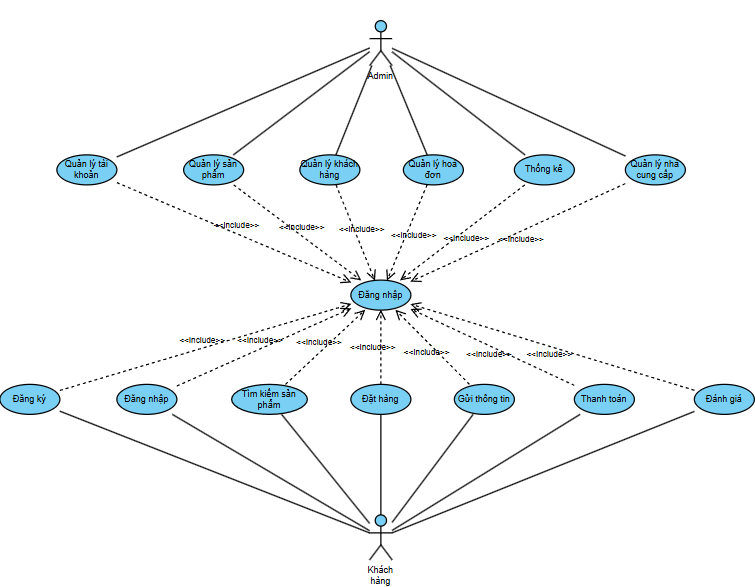 Admin
Quản lý tài
khoản
Quản lý sản
phẩm
Quản lý khách
hàng
Quản lý hoá
đơn
Thống kê
Quản lý nhà
cung cấp
<<Include>>
<<Include>>
<<Include>>
<<Include>>
<<Include>>
<<Include>>
Đăng nhập
<<Include>>
<<Include>>
<<Include>>
<<Include>>
<<Include>>
<<Include>>
<<Include>>
Đăng ký
Đăng nhập
Tìm kiếm sản
phẩm
Đặt hàng
Gửi thông tin
Thanh toán
Đánh giá
Khách
hàng